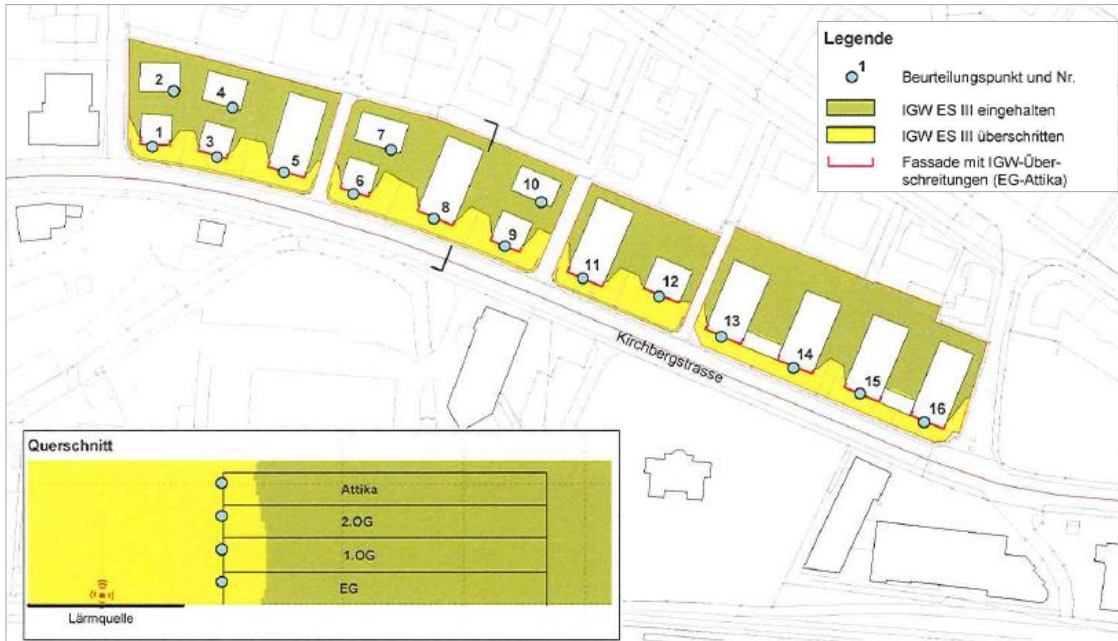 Legende
1
Beurteilungspunkt und Nr.
IGW ES III eingehalten
IGW ES III überschritten
Fassade mit IGW-Über-
schreitungen (EG-Attika)
2
4
1
3
5
7
6
8
10
9
11
12
13
14
15
16
Kirchbergstrasse
Querschnitt
Attika
2.OG
1.OG
EG
Lärmquelle